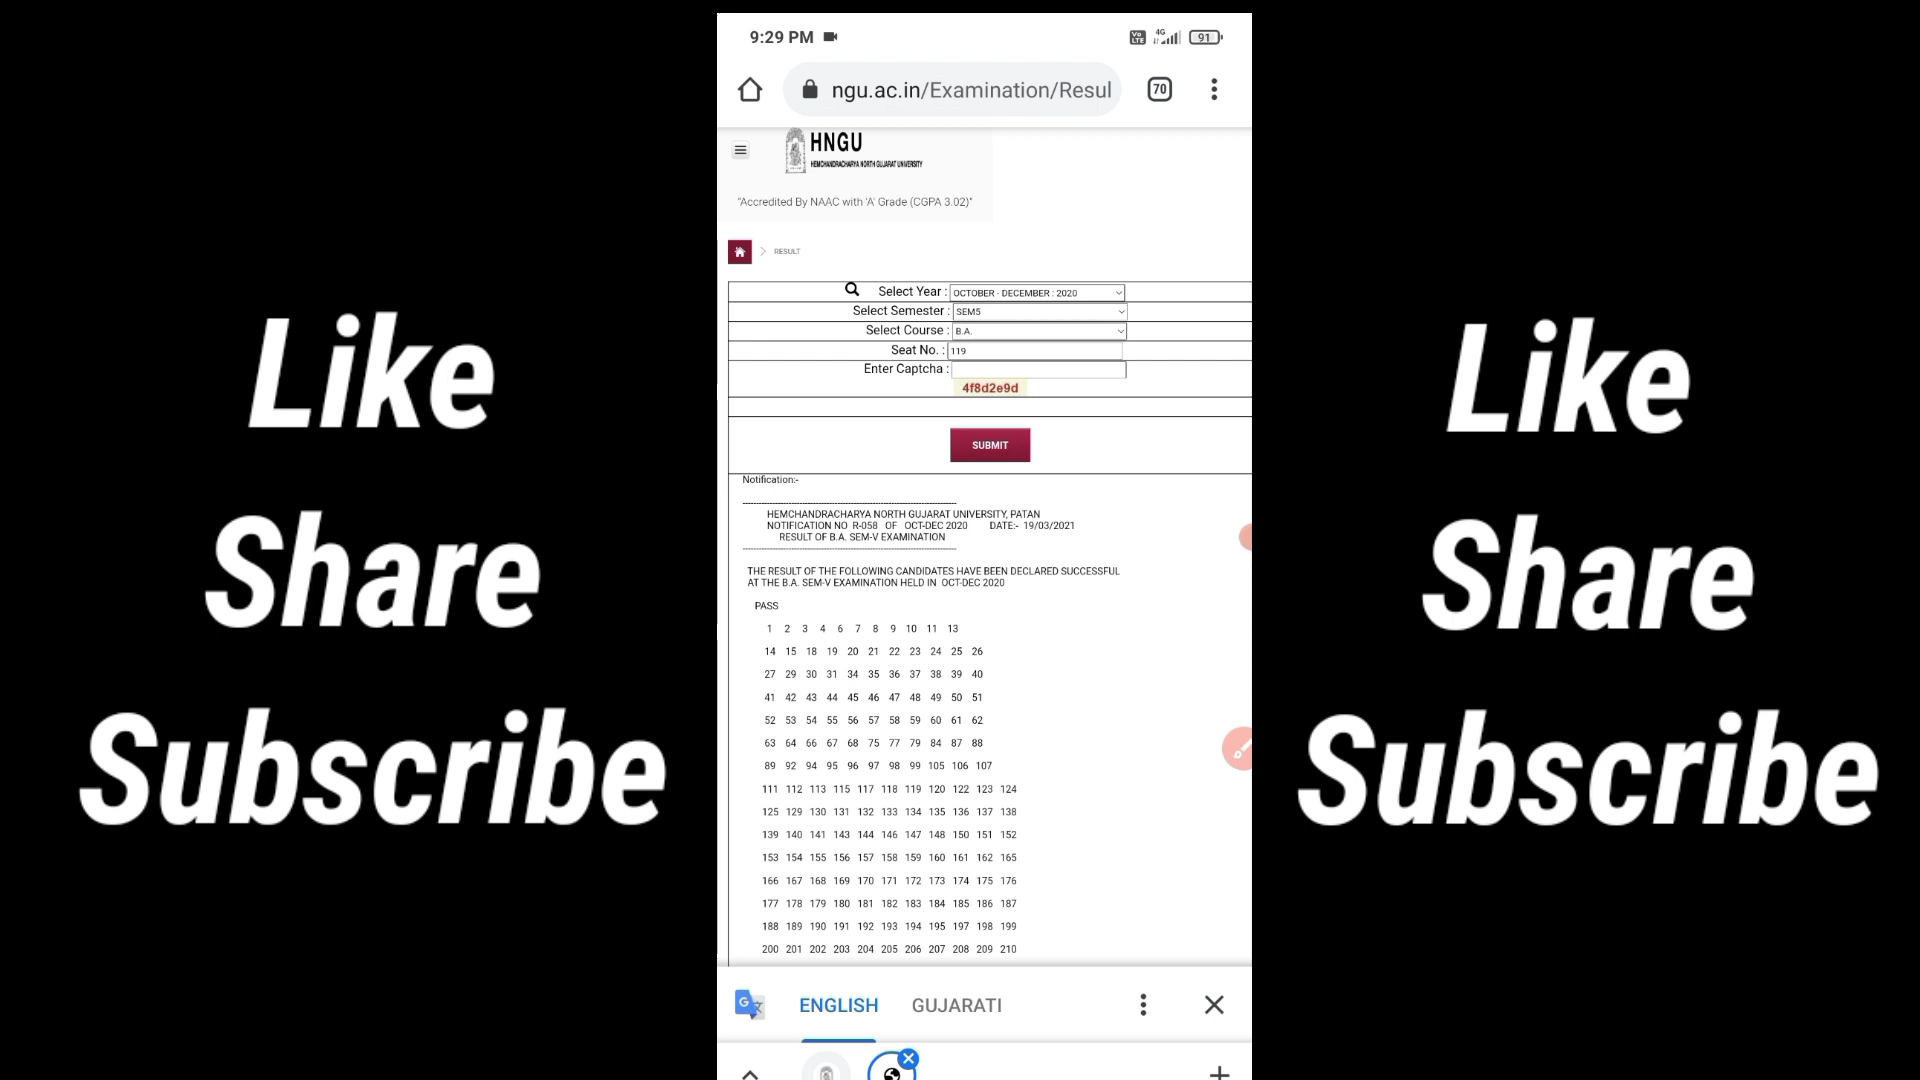 Like
Share
Subscribe
9:29 PM
Vo LTE 4G 91
ngu.ac.in/Examination/Resul
70
HNGU
HEMCHANDRACHARYA NORTH GUJARAT UNIVERSITY
"Accredited By NAAC with 'A' Grade (CGPA 3.02)"
RESULT
Select Year : OCTOBER - DECEMBER : 2020
Select Semester : SEM5
Select Course : B.A.
Seat No. : 119
Enter Captcha :
4f8d2e9d
SUBMIT
Notification:-
HEMCHANDRACHARYA NORTH GUJARAT UNIVERSITY, PATAN
NOTIFICATION NO R-058 OF OCT-DEC 2020 DATE:- 19/03/2021
RESULT OF B.A. SEM-V EXAMINATION
THE RESULT OF THE FOLLOWING CANDIDATES HAVE BEEN DECLARED SUCCESSFUL
AT THE B.A. SEM-V EXAMINATION HELD IN OCT-DEC 2020
PASS
1 2 3 4 6 7 8 9 10 11 13
14 15 18 19 20 21 22 23 24 25 26
27 29 30 31 34 35 36 37 38 39 40
41 42 43 44 45 46 47 48 49 50 51
52 53 54 55 56 57 58 59 60 61 62
63 64 66 67 68 75 77 79 84 87 88
89 92 94 95 96 97 98 99 105 106 107
111 112 113 115 117 118 119 120 122 123 124
125 129 130 131 132 133 134 135 136 137 138
139 140 141 143 144 146 147 148 150 151 152
153 154 155 156 157 158 159 160 161 162 165
166 167 168 169 170 171 172 173 174 175 176
177 178 179 180 181 182 183 184 185 186 187
188 189 190 191 192 193 194 195 197 198 199
200 201 202 203 204 205 206 207 208 209 210
ENGLISH GUJARATI
Like
Share
Subscribe